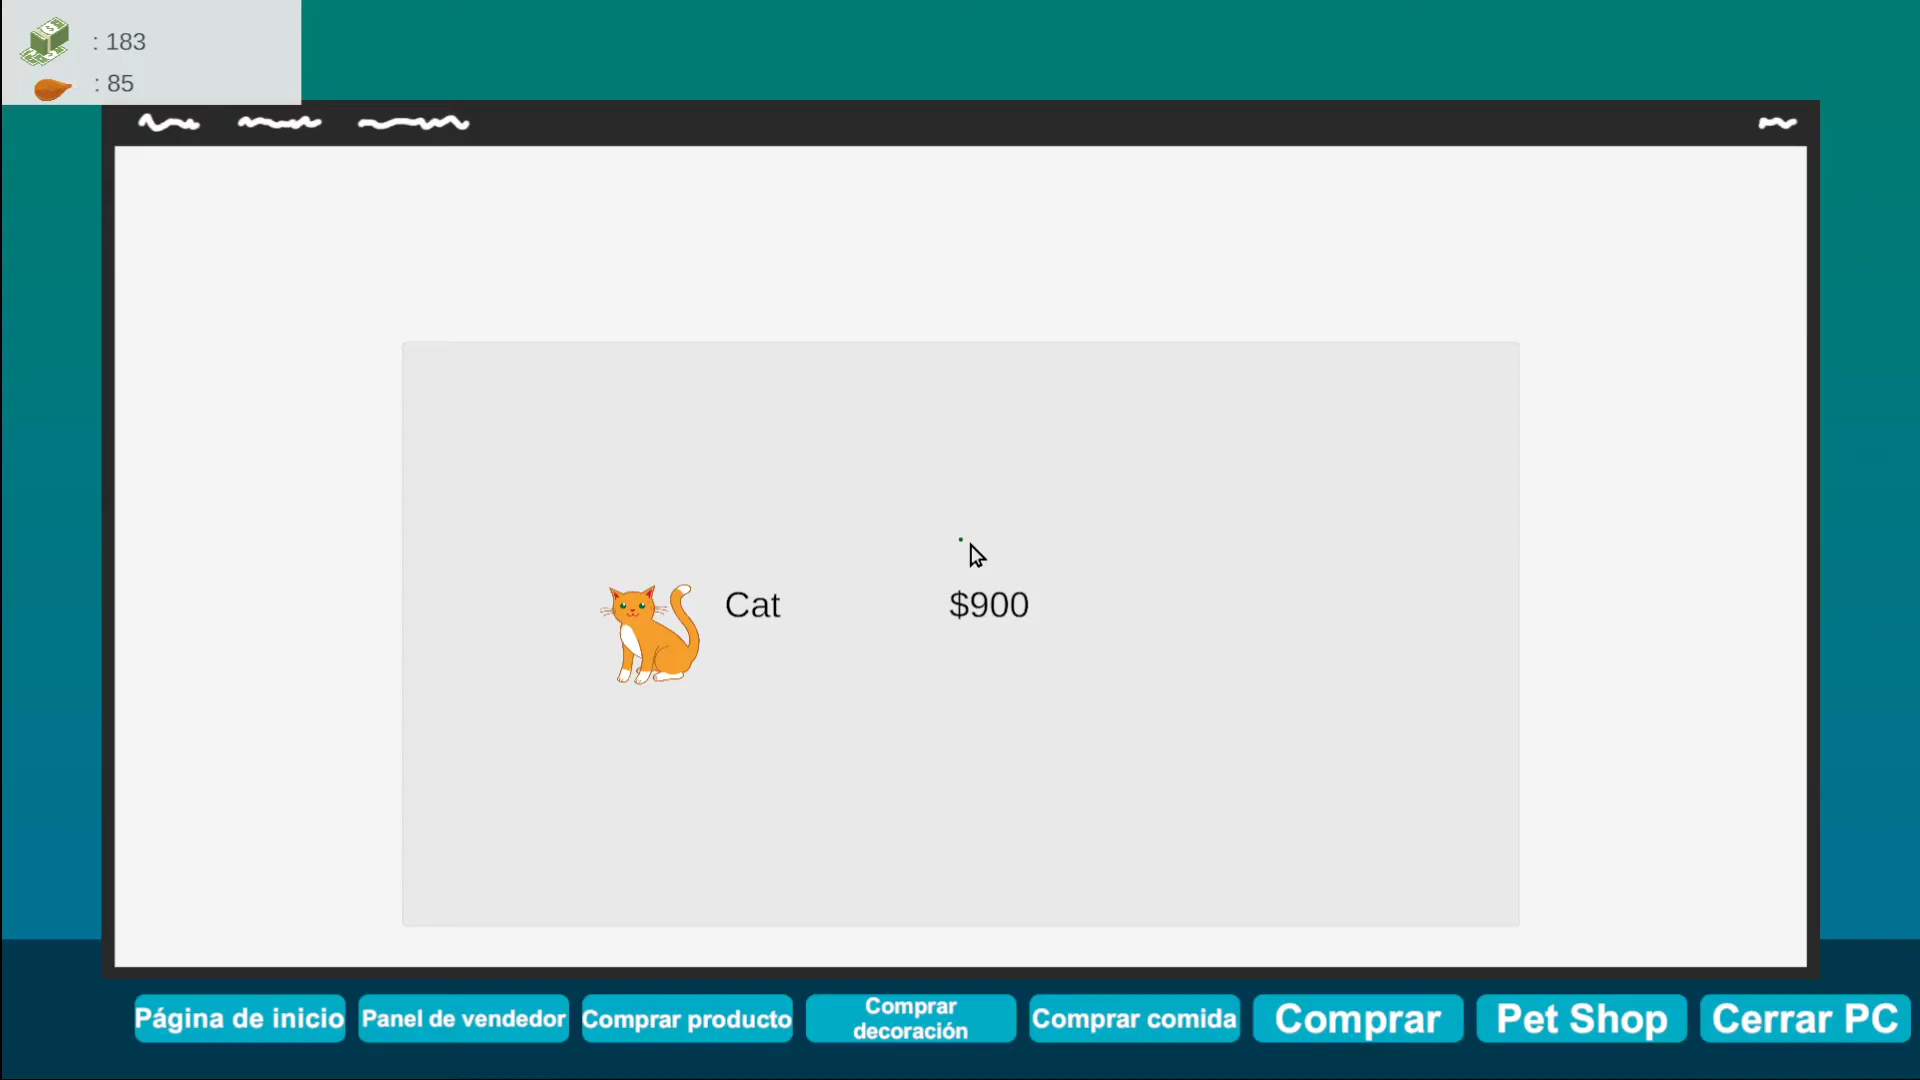 : 183
: 85
Cat
$900
Página de inicio
Panel de vendedor
Comprar producto
Comprar
decoración
Comprar comida
Comprar
Pet Shop
Cerrar PC